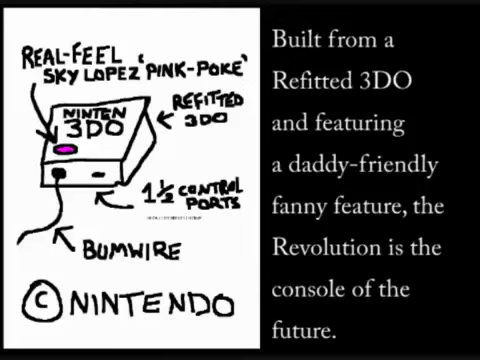 REAL-FEEL
SKY LOPEZ 'PINK-POKE'
NINTEN
3DO
REFITTED
3DO
1½ CONTROL
PORTS
BUMWIRE
© NINTENDO
Built from a
Refitted 3DO
and featuring
a daddy-friendly
fanny feature, the
Revolution is the
console of the
future.